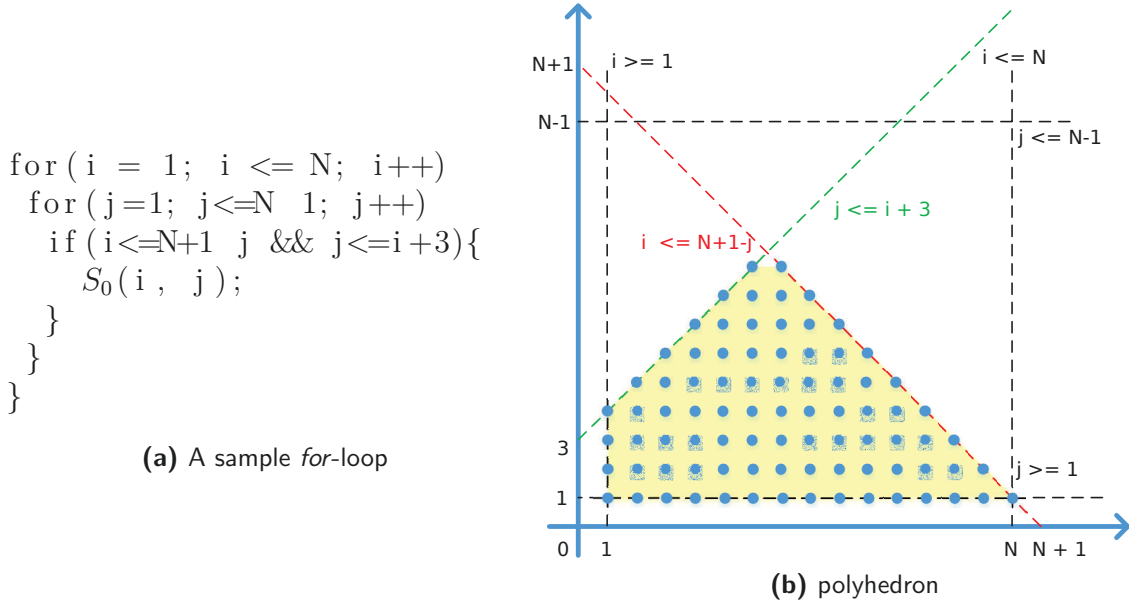 for(i = 1; i <= N; i++)
for(j=1; j<=N 1; j++)
if(i<=N+1 j && j<=i+3){
S₀(i, j);
}
}
}
(a) A sample for-loop
N+1
i >= 1
i <= N
N-1
j <= N-1
j <= i + 3
i <= N+1-j
3
j >= 1
1
0
1
N
N + 1
(b) polyhedron